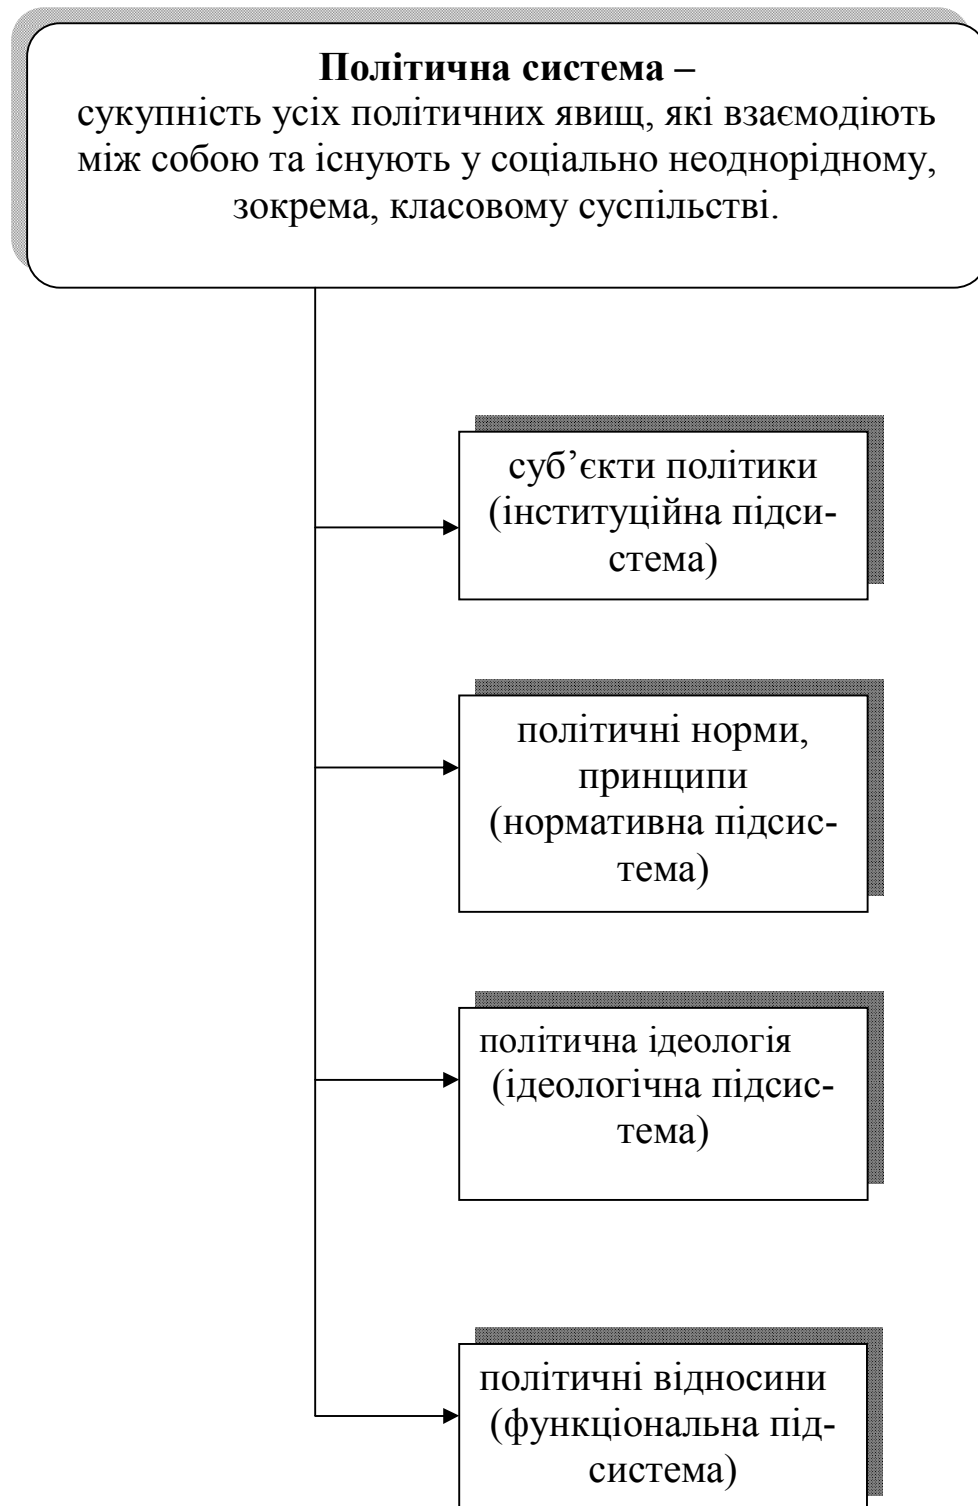 Політична система –
сукупність усіх політичних явищ, які взаємодіють
між собою та існують у соціально неоднорідному,
зокрема, класовому суспільстві.
суб’єкти політики
(інституційна підси-
стема)
політичні норми,
принципи
(нормативна підсис-
тема)
політична ідеологія
(ідеологічна підсис-
тема)
політичні відносини
(функціональна під-
система)